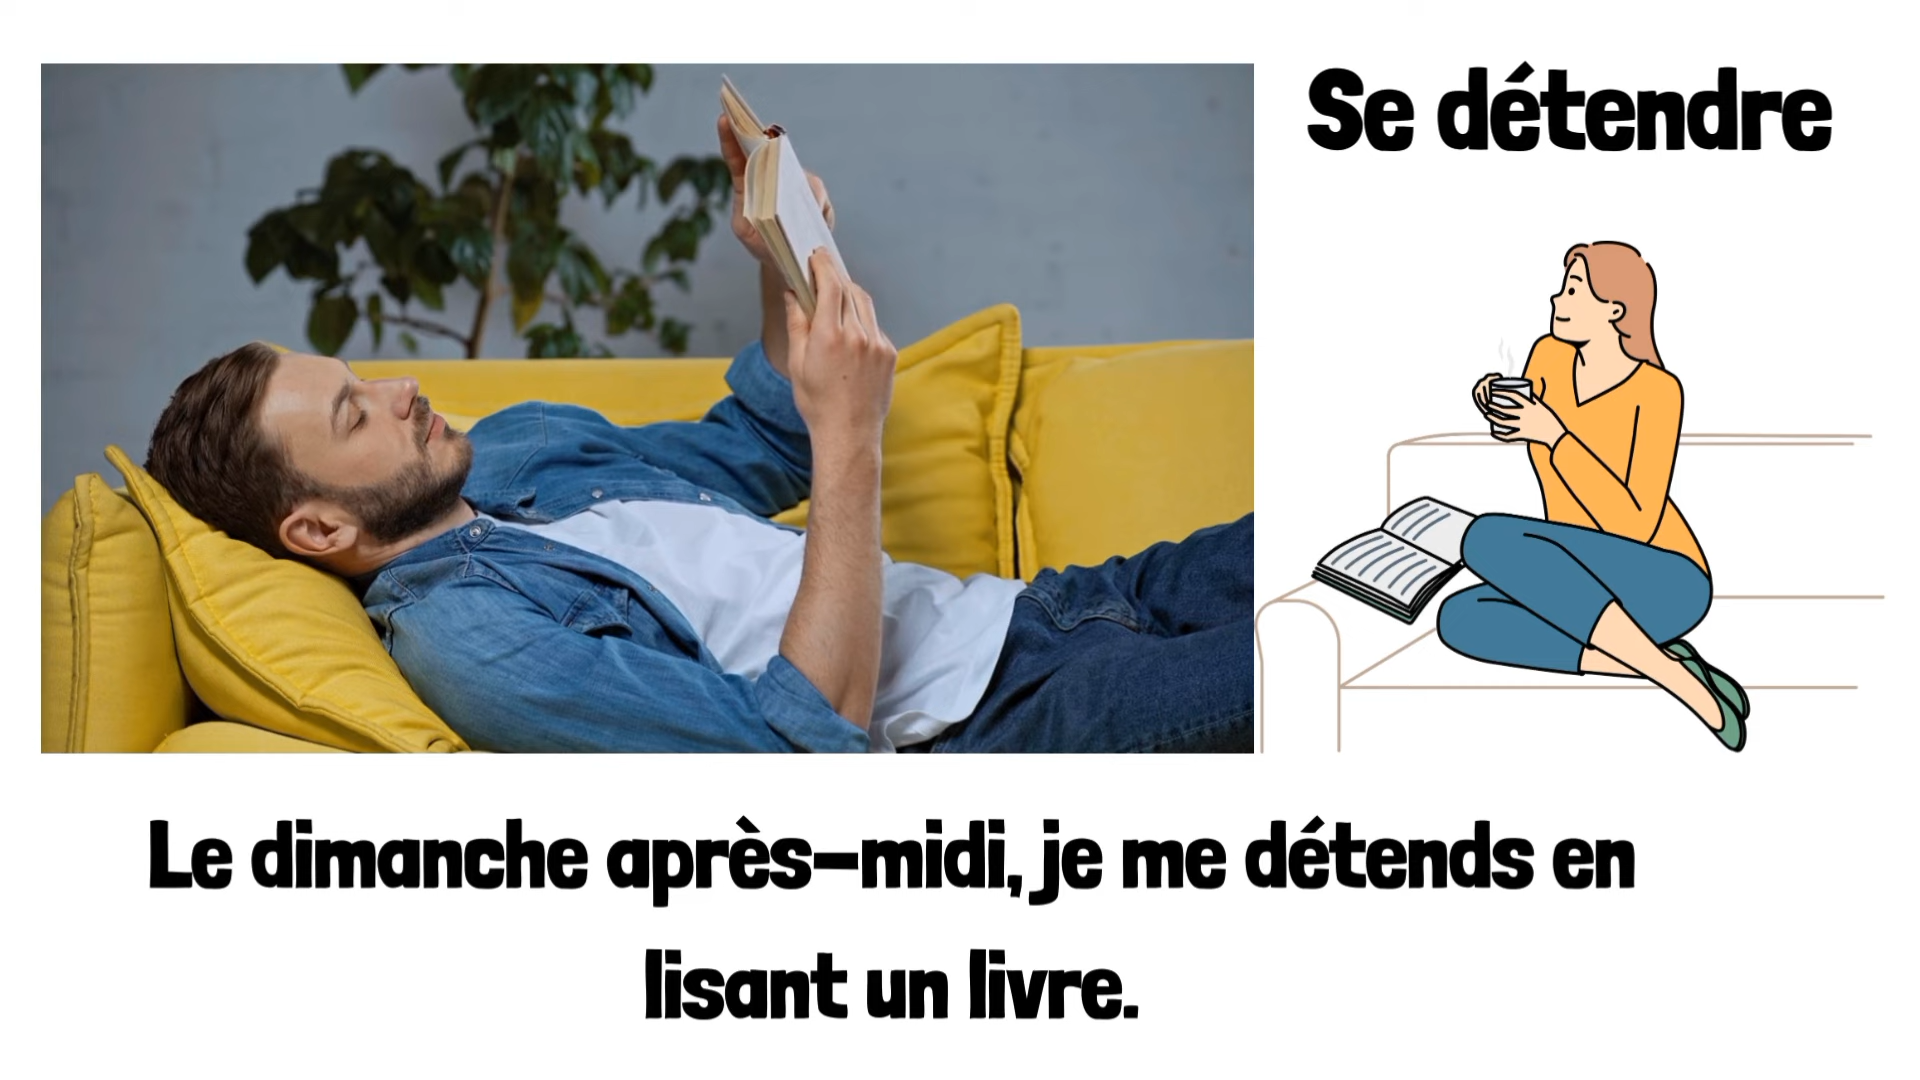 Se détendre
Le dimanche après-midi, je me détends en
lisant un livre.